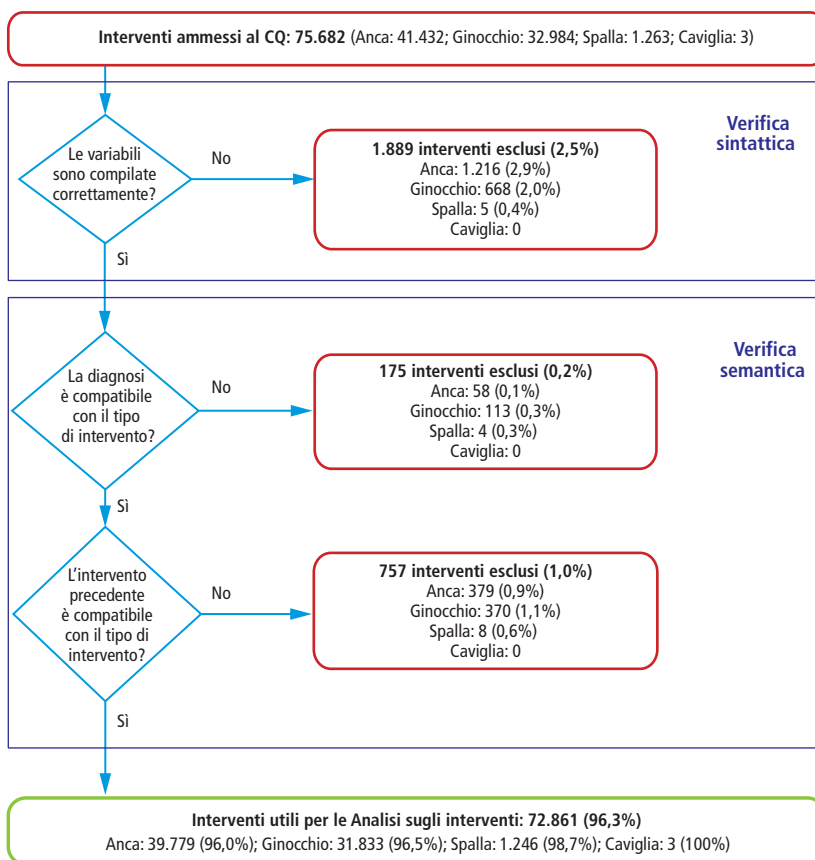 Interventi ammessi al CQ: 75.682 (Anca: 41.432; Ginocchio: 32.984; Spalla: 1.263; Caviglia: 3)
Verifica
sintattica
Le variabili
sono compilate
correttamente?
No
1.889 interventi esclusi (2,5%)
Anca: 1.216 (2,9%)
Ginocchio: 668 (2,0%)
Spalla: 5 (0,4%)
Caviglia: 0
Sì
Verifica
semantica
La diagnosi
è compatibile
con il tipo
di intervento?
No
175 interventi esclusi (0,2%)
Anca: 58 (0,1%)
Ginocchio: 113 (0,3%)
Spalla: 4 (0,3%)
Caviglia: 0
Sì
L'intervento
precedente
è compatibile
con il tipo di
intervento?
No
757 interventi esclusi (1,0%)
Anca: 379 (0,9%)
Ginocchio: 370 (1,1%)
Spalla: 8 (0,6%)
Caviglia: 0
Sì
Interventi utili per le Analisi sugli interventi: 72.861 (96,3%)
Anca: 39.779 (96,0%); Ginocchio: 31.833 (96,5%); Spalla: 1.246 (98,7%); Caviglia: 3 (100%)